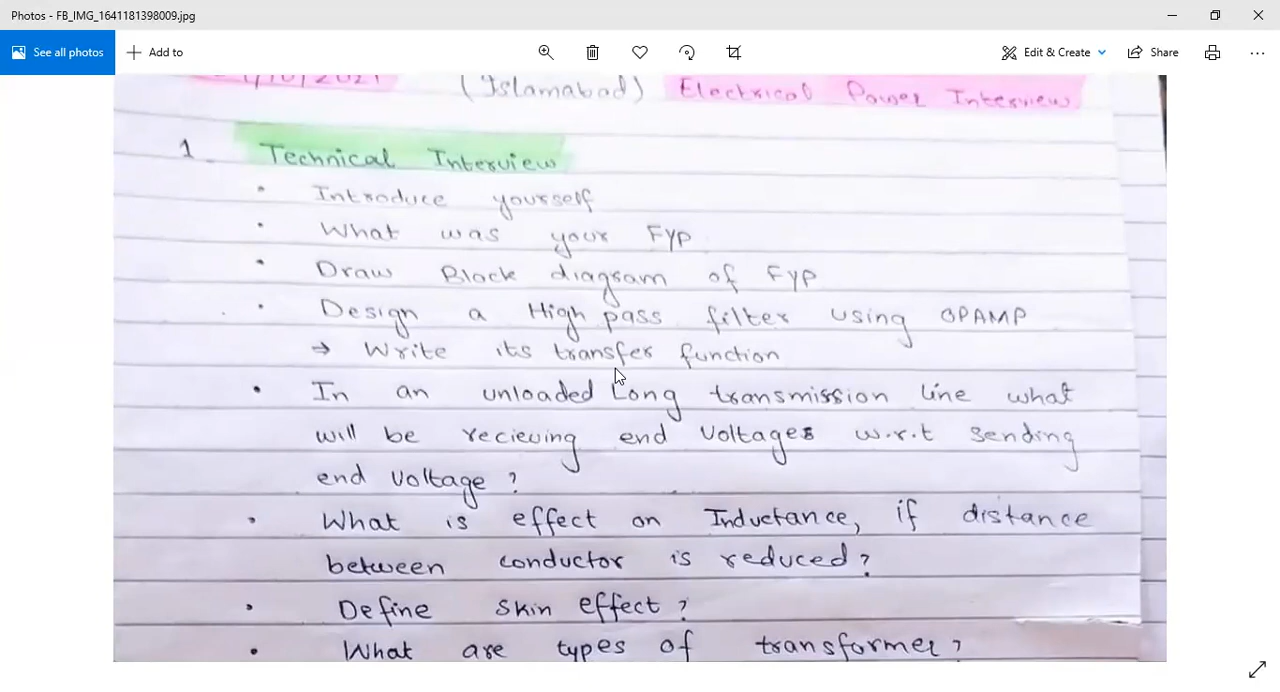 Photos - FB_IMG_1641181398009.jpg
See all photos
Add to
Edit & Create
Share
(Islamabad) Electrical Power Interview
1 Technical Interview
• Introduce yourself
• What was your FYP
• Draw Block diagram of FYP
• Design a High pass filter using OPAMP
→ Write its transfer function
• In an unloaded Long transmission line what
will be recieving end voltages w.r.t sending
end voltage ?
• What is effect on Inductance, if distance
between conductor is reduced?
• Define skin effect ?
• What are types of transformer?